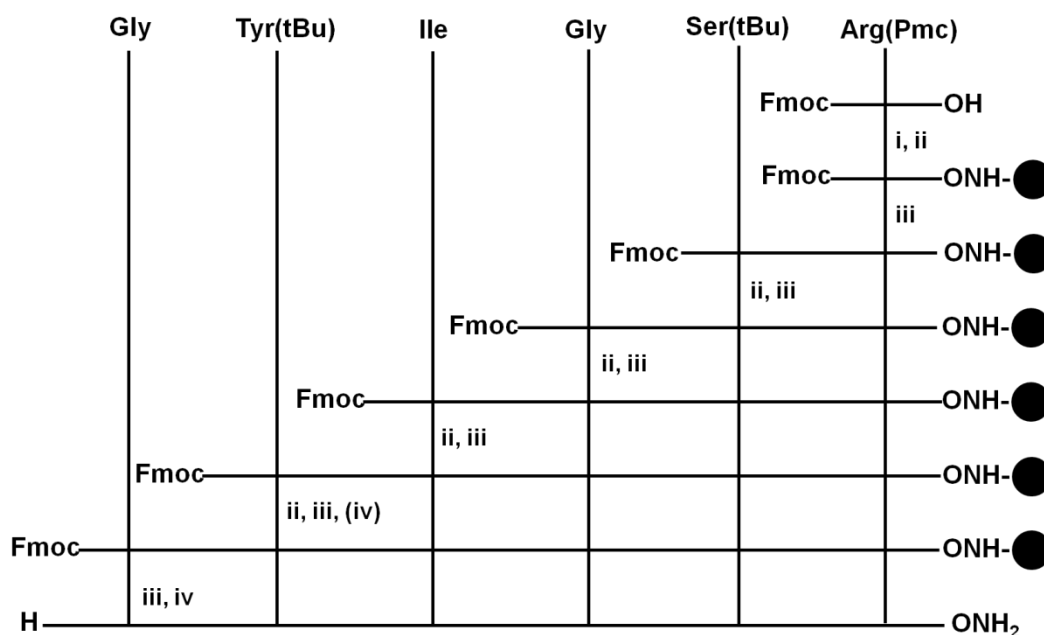 Gly Tyr(tBu) Ile Gly Ser(tBu) Arg(Pmc)
Fmoc OH
i, ii
Fmoc ONH-
iii
Fmoc ONH-
ii, iii
Fmoc ONH-
ii, iii
Fmoc ONH-
ii, iii
Fmoc ONH-
ii, iii, (iv)
Fmoc ONH-
iii, iv
H ONH₂